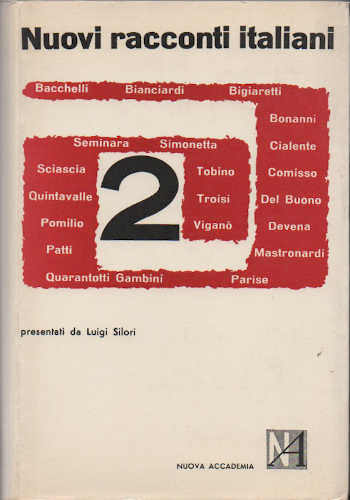 Nuovi racconti italiani
Bacchelli Bianciardi Bigiaretti
Bonanni
Seminara Simonetta Cialente
Sciascia Tobino Comisso
2
Quintavalle Troisi Del Buono
Pomilio Viganò Devena
Patti Mastronardi
Quarantotti Gambini Parise
presentati da Luigi Silori
NA
NUOVA ACCADEMIA